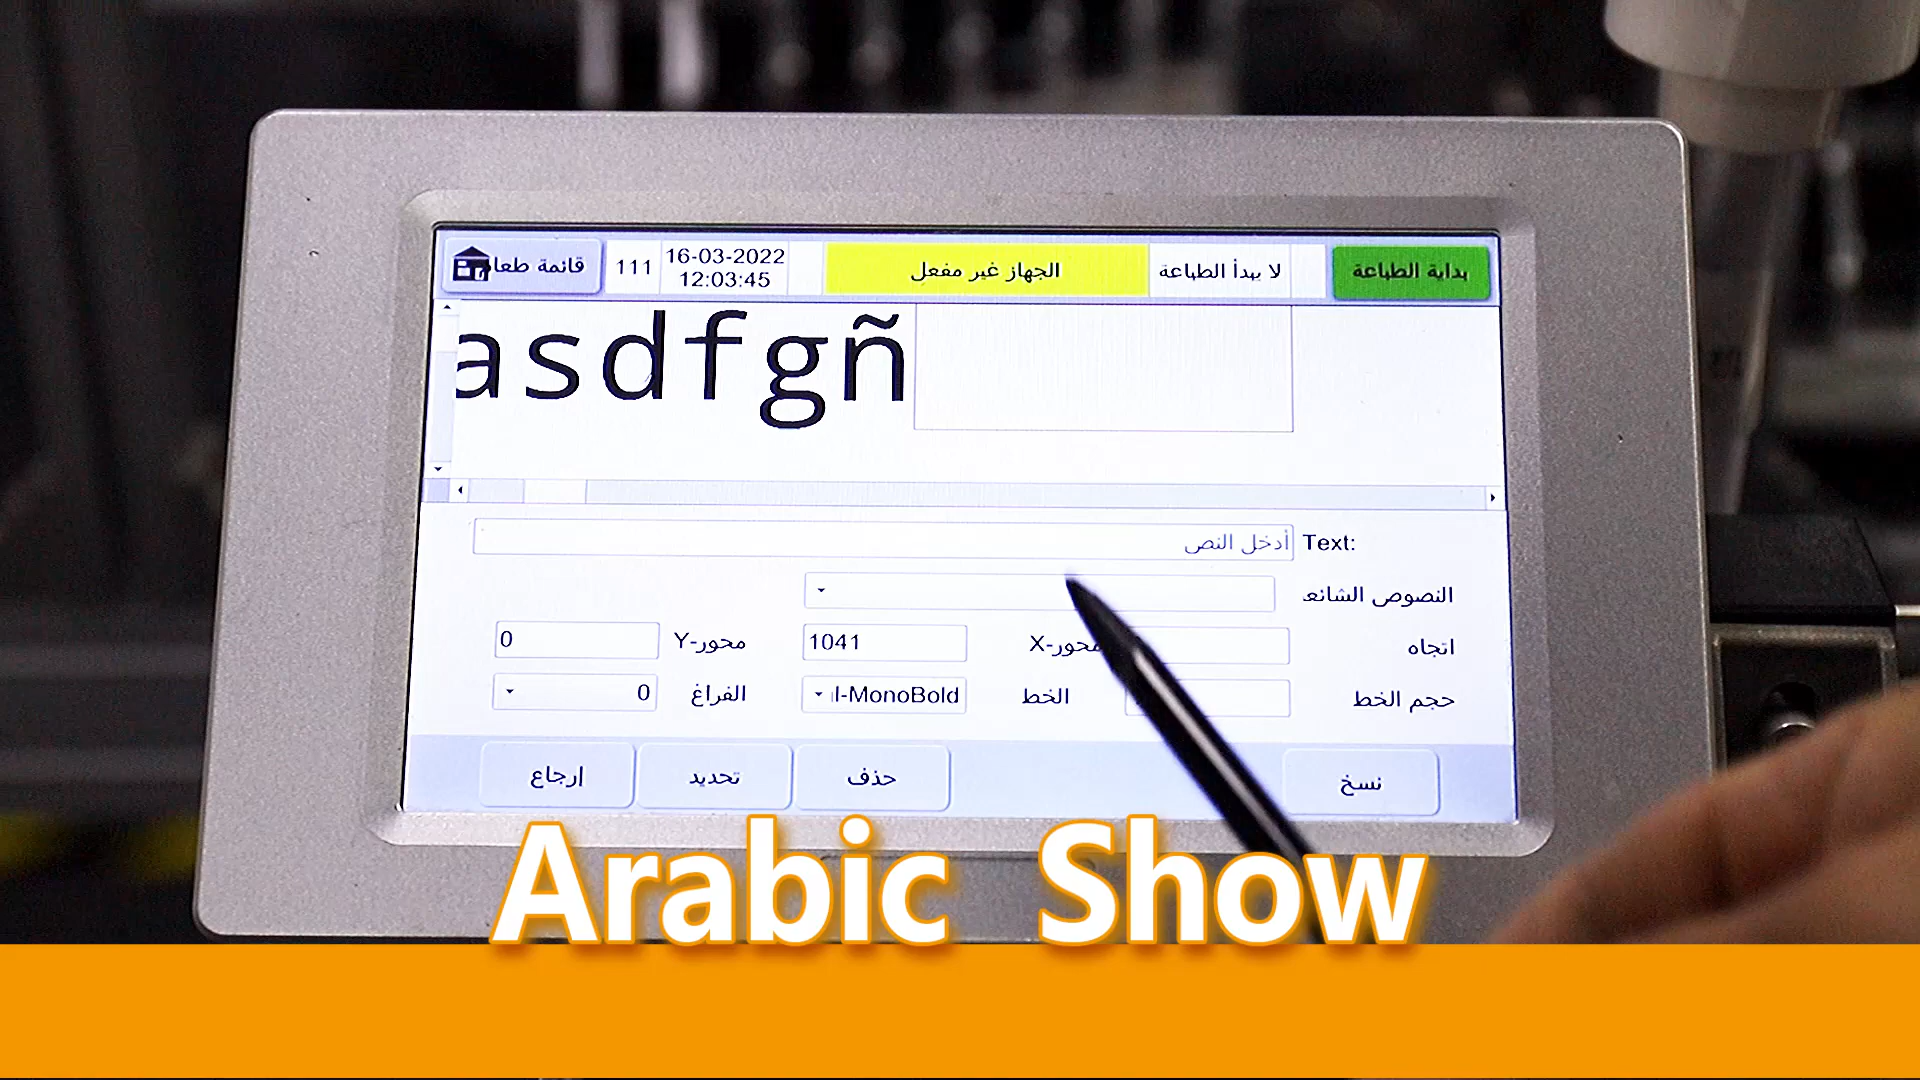 قائمة طعا
111
16-03-2022
12:03:45
الجهاز غير مفعل
لا يبدأ الطباعة
بداية الطباعة
asdfgñ
Text:
أدخل النص
النصوص الشائع
اتجاه
محور-X
1041
محور-Y
0
حجم الخط
الخط
l-MonoBold
الفراغ
0
إرجاع
تحديد
حذف
نسخ
Arabic Show